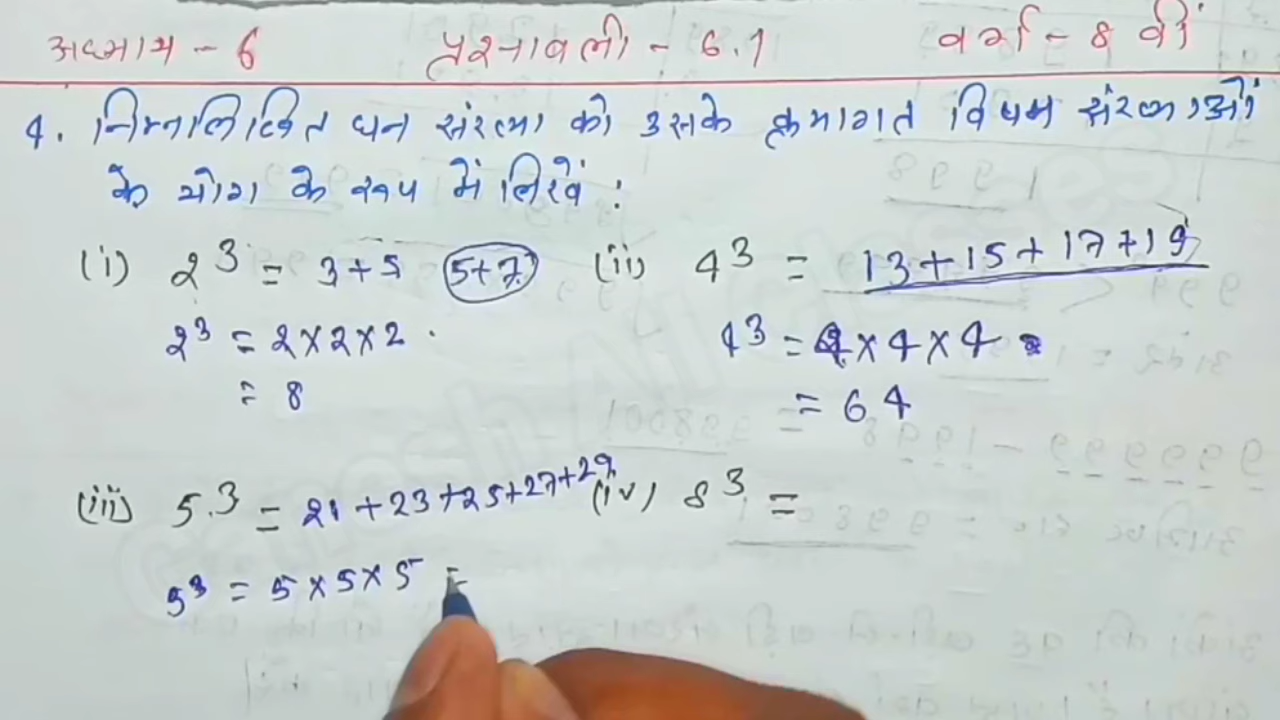 अध्याय - 6 प्रश्नावली - 6.1 वर्ग - 8 वीं
4. निम्नलिखित घन संख्या को उसके क्रमागत विषम संख्याओं
के योग के रूप में लिखें :
(i) 2³ = 3+5 5+7 (ii) 4³ = 13+15+17+19
2³ = 2×2×2 4³ = 4×4×4
= 8 = 64
(iii) 5³ = 21+23+25+27+29 (iv) 8³ =
5³ = 5×5×5 =